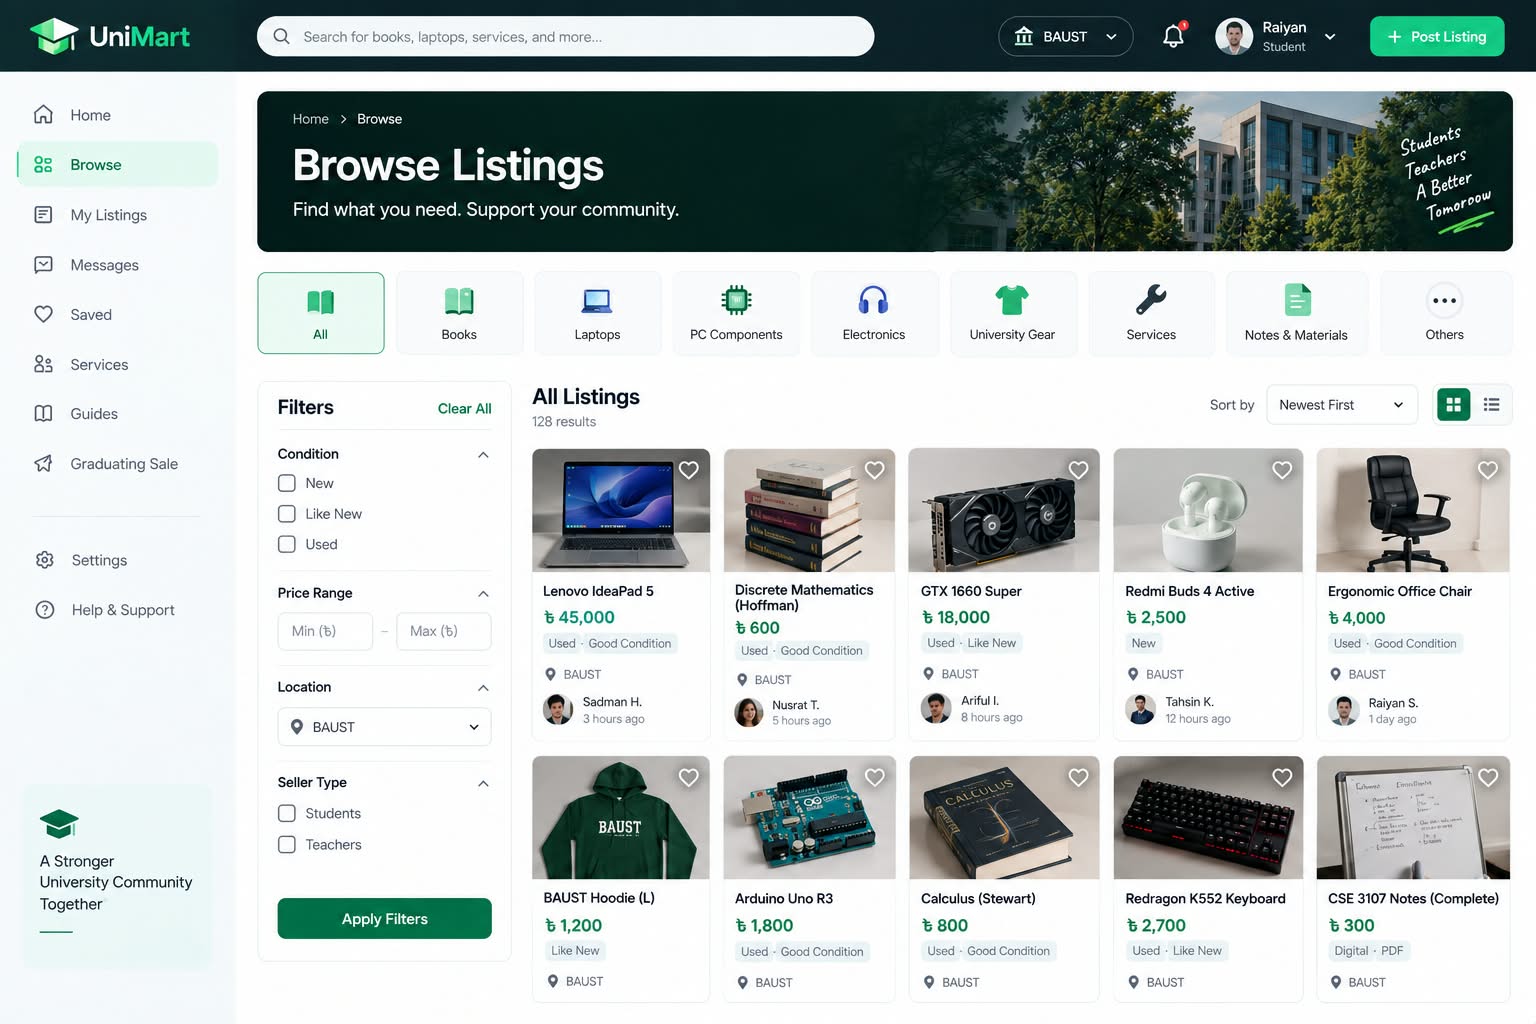 UniMart
Search for books, laptops, services, and more...
BAUST
1
Raiyan
Student
+ Post Listing
Home
Browse
My Listings
Messages
Saved
Services
Guides
Graduating Sale
Settings
Help & Support
A Stronger
University Community
Together
Home > Browse
Browse Listings
Find what you need. Support your community.
Students
Teachers
A Better
Tomoroow
All
Books
Laptops
PC Components
Electronics
University Gear
Services
Notes & Materials
Others
Filters
Clear All
Condition
New
Like New
Used
Price Range
Min (৳) – Max (৳)
Location
BAUST
Seller Type
Students
Teachers
Apply Filters
All Listings
128 results
Sort by
Newest First
Lenovo IdeaPad 5
৳ 45,000
Used · Good Condition
BAUST
Sadman H.
3 hours ago
Discrete Mathematics
(Hoffman)
৳ 600
Used · Good Condition
BAUST
Nusrat T.
5 hours ago
GTX 1660 Super
৳ 18,000
Used · Like New
BAUST
Ariful I.
8 hours ago
Redmi Buds 4 Active
৳ 2,500
New
BAUST
Tahsin K.
12 hours ago
Ergonomic Office Chair
৳ 4,000
Used · Good Condition
BAUST
Raiyan S.
1 day ago
BAUST
BAUST Hoodie (L)
৳ 1,200
Like New
BAUST
Arduino Uno R3
৳ 1,800
Used · Good Condition
BAUST
CALCULUS
Calculus (Stewart)
৳ 800
Used · Good Condition
BAUST
Redragon K552 Keyboard
৳ 2,700
Used · Like New
BAUST
CSE 3107 Notes (Complete)
৳ 300
Digital · PDF
BAUST